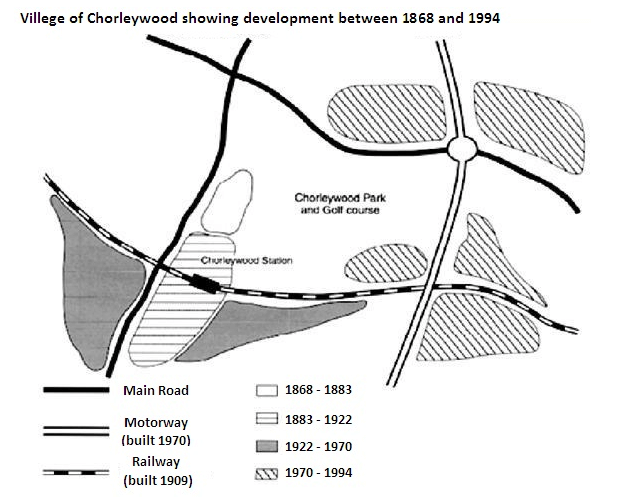 Villege of Chorleywood showing development between 1868 and 1994
Chorleywood Park
and Golf course
Chorleywood Station
Main Road
Motorway
(built 1970)
Railway
(built 1909)
1868 - 1883
1883 - 1922
1922 - 1970
1970 - 1994